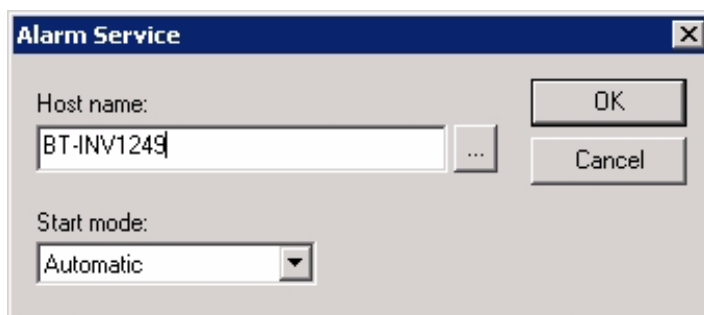 Alarm Service
Host name:
OK
BT-INV1249
...
Cancel
Start mode:
Automatic